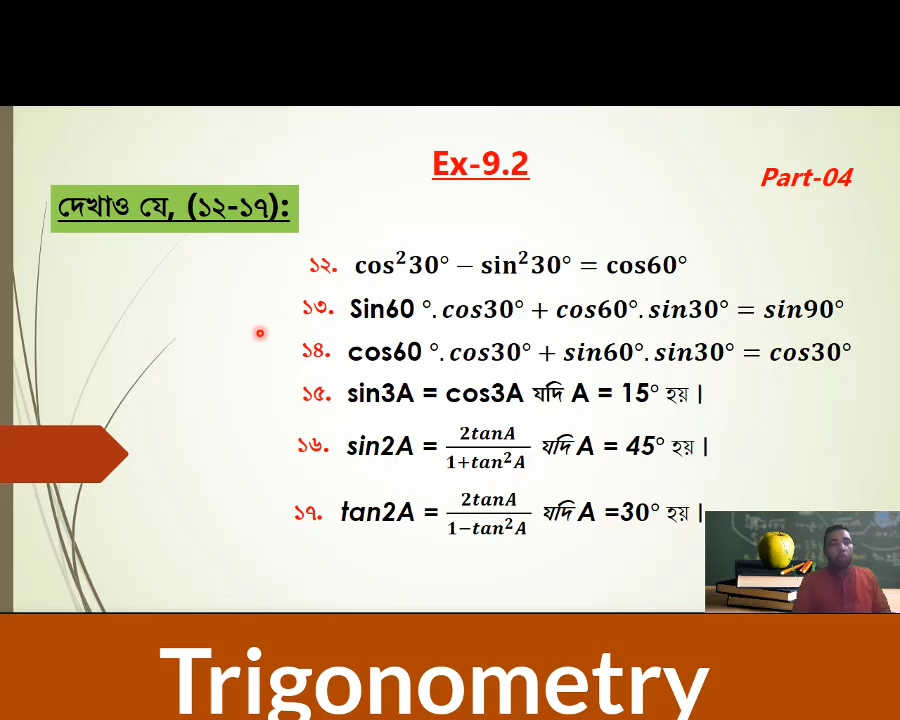 Ex-9.2
Part-04
দেখাও যে, (১২-১৭):
১২. cos²30° − sin²30° = cos60°
১৩. Sin60 °. cos30° + cos60°. sin30° = sin90°
১৪. cos60 °. cos30° + sin60°. sin30° = cos30°
১৫. sin3A = cos3A যদি A = 15° হয় |
১৬. sin2A = 2tanA/1+tan²A যদি A = 45° হয় |
১৭. tan2A = 2tanA/1−tan²A যদি A =30° হয় |
Trigonometry